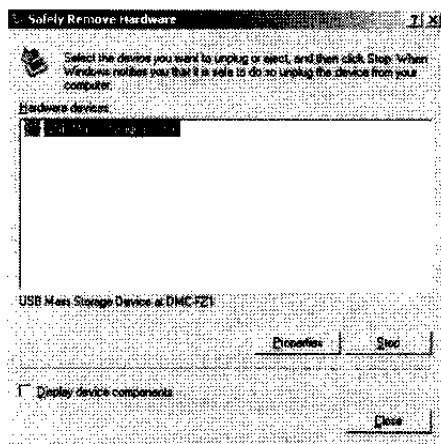 Safely Remove Hardware
Select the device you want to unplug or eject, and then click Stop. When
Windows notifies you that it is safe to do so unplug the device from your
computer.
Hardware devices:
USB Mass Storage Device at DMC-FZ1
Properties
Stop
Display device components
Close